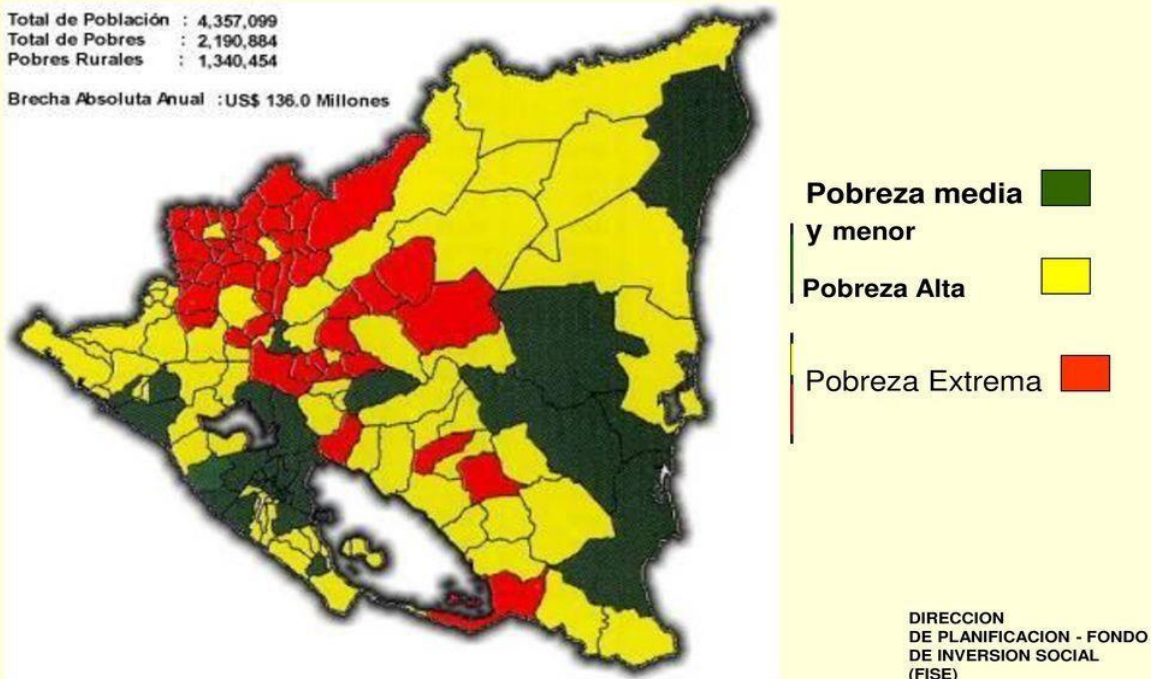 Total de Población : 4,357,099
Total de Pobres : 2,190,884
Pobres Rurales : 1,340,454
Brecha Absoluta Anual :US$ 136.0 Millones
Pobreza media
y menor
Pobreza Alta
Pobreza Extrema
DIRECCION
DE PLANIFICACION - FONDO
DE INVERSION SOCIAL
(FISE)